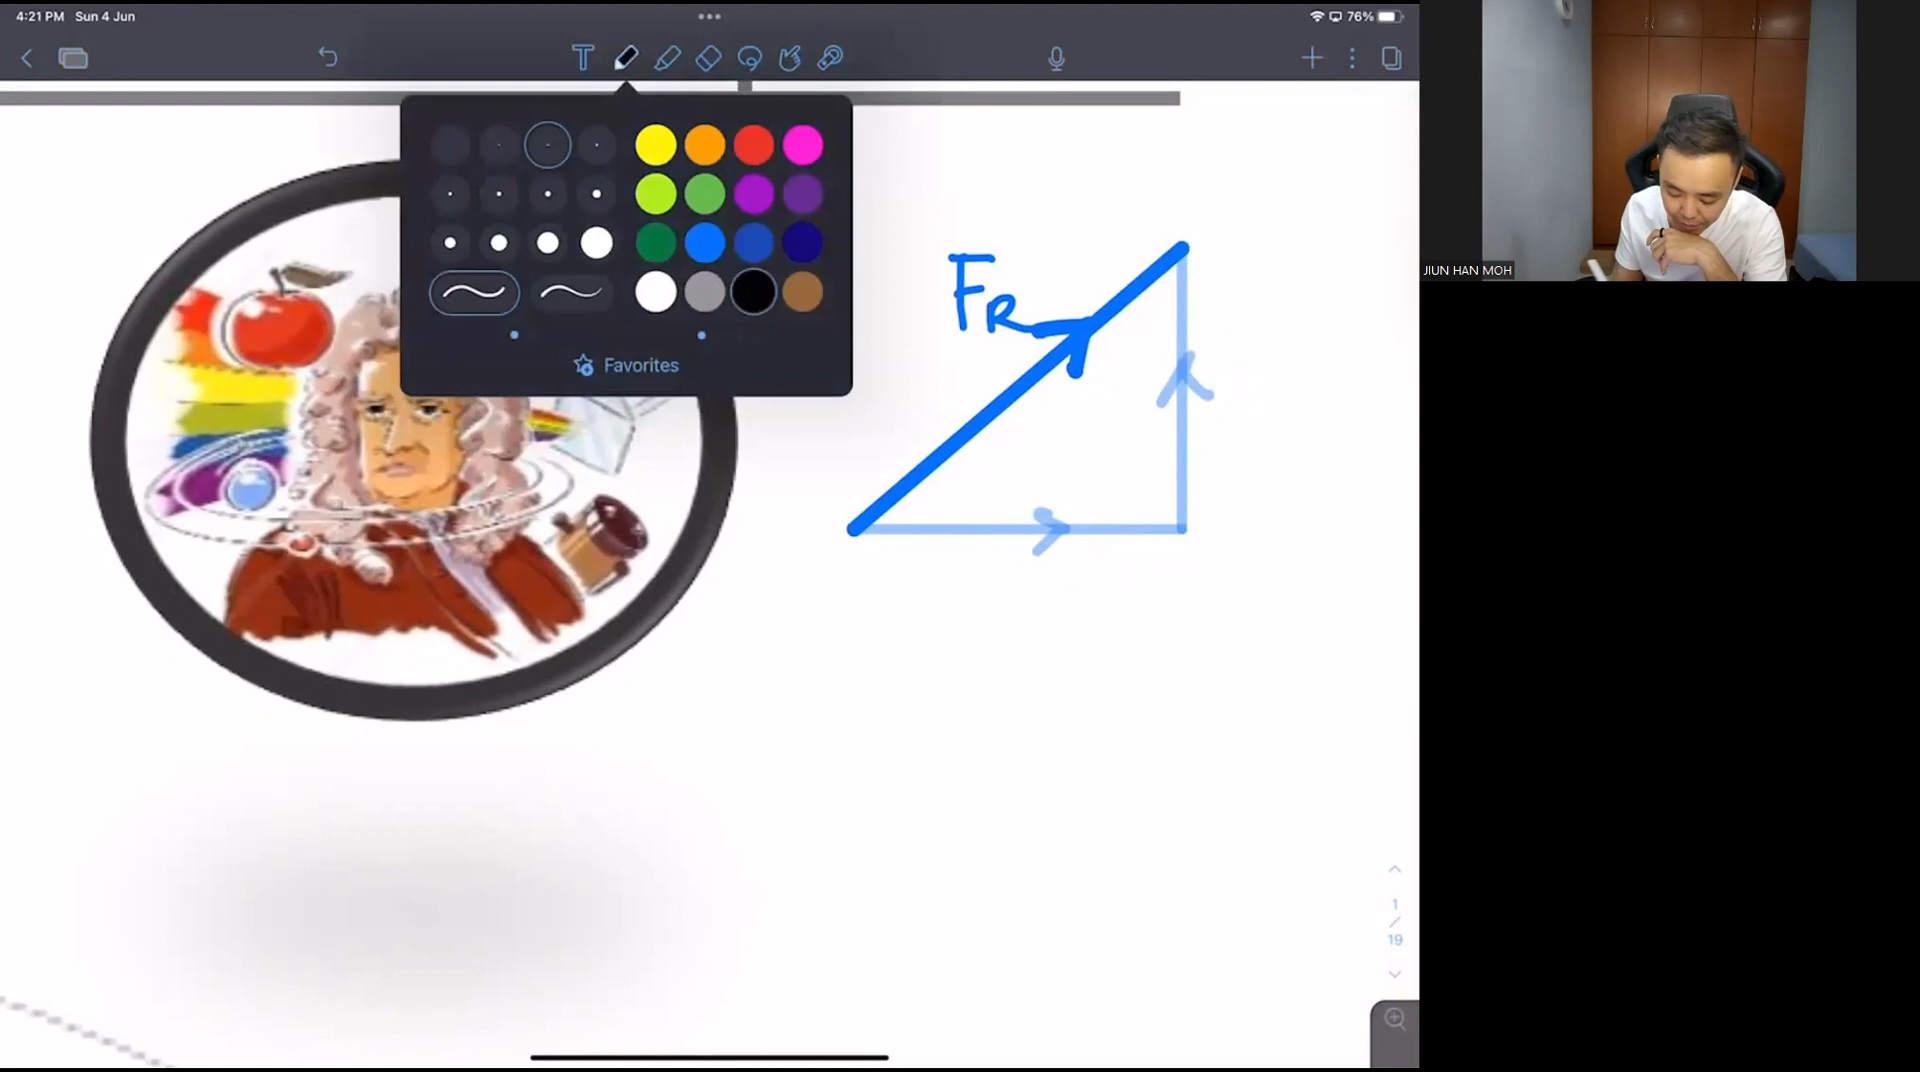 4:21 PM Sun 4 Jun
76%
T
Favorites
FR
JIUN HAN MOH
1
/
19